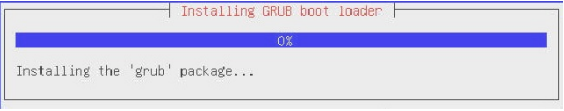 Installing GRUB boot loader
0%
Installing the 'grub' package...